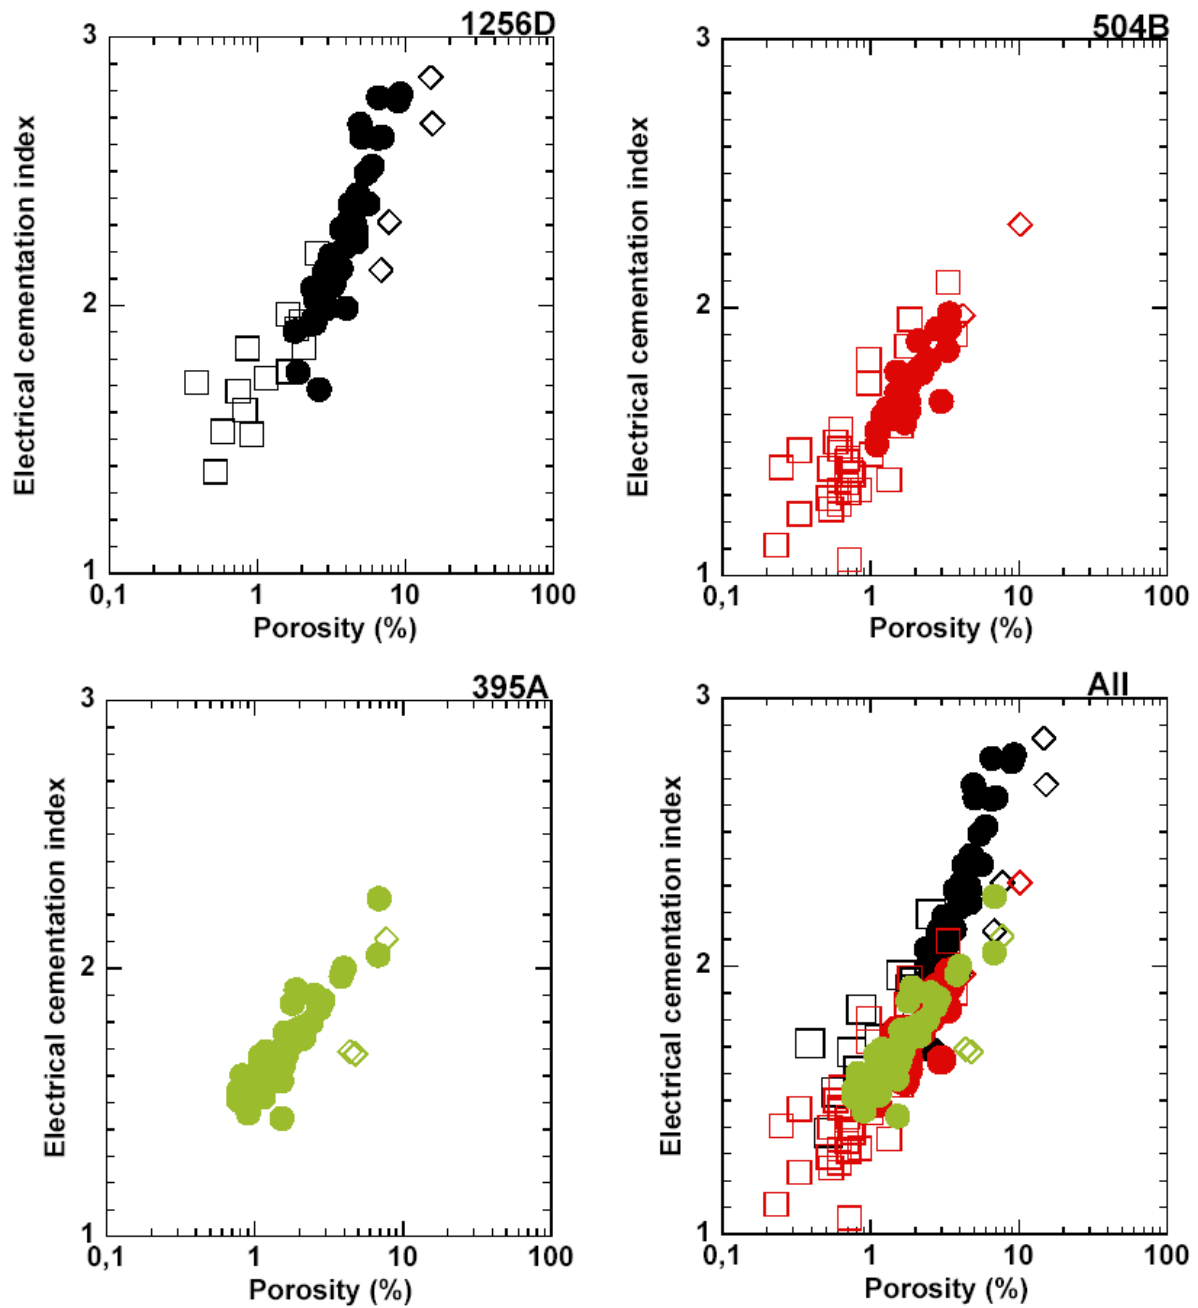 1256D
3
2
1
Electrical cementation index
0,1 1 10 100
Porosity (%)
504B
3
2
1
Electrical cementation index
0,1 1 10 100
Porosity (%)
395A
3
2
1
Electrical cementation index
0,1 1 10 100
Porosity (%)
All
3
2
1
Electrical cementation index
0,1 1 10 100
Porosity (%)